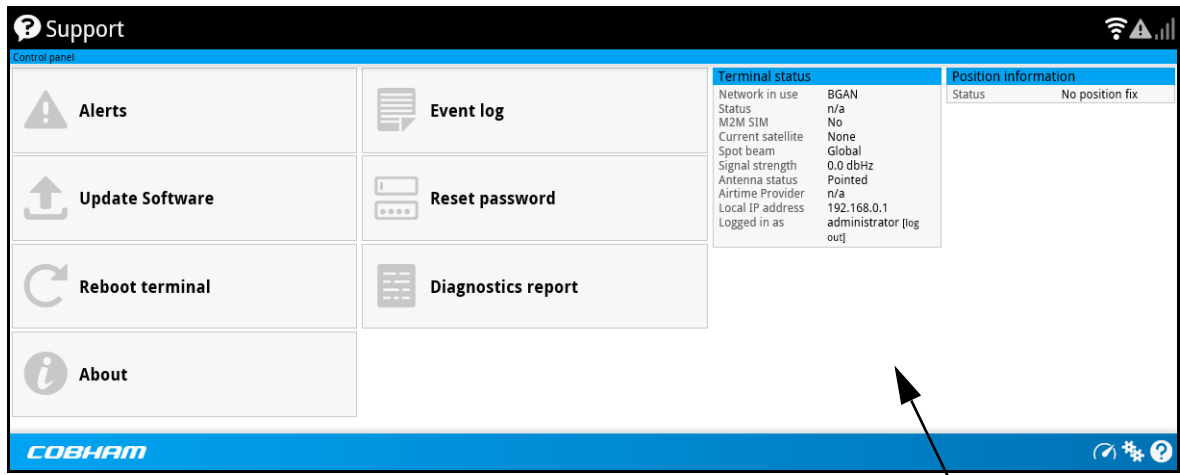 Support
Control panel
Alerts
Event log
Update Software
Reset password
Reboot terminal
Diagnostics report
About
Terminal status
Network in use BGAN
Status n/a
M2M SIM No
Current satellite None
Spot beam Global
Signal strength 0.0 dbHz
Antenna status Pointed
Airtime Provider n/a
Local IP address 192.168.0.1
Logged in as administrator [log
out]
Position information
Status No position fix
COBHAM